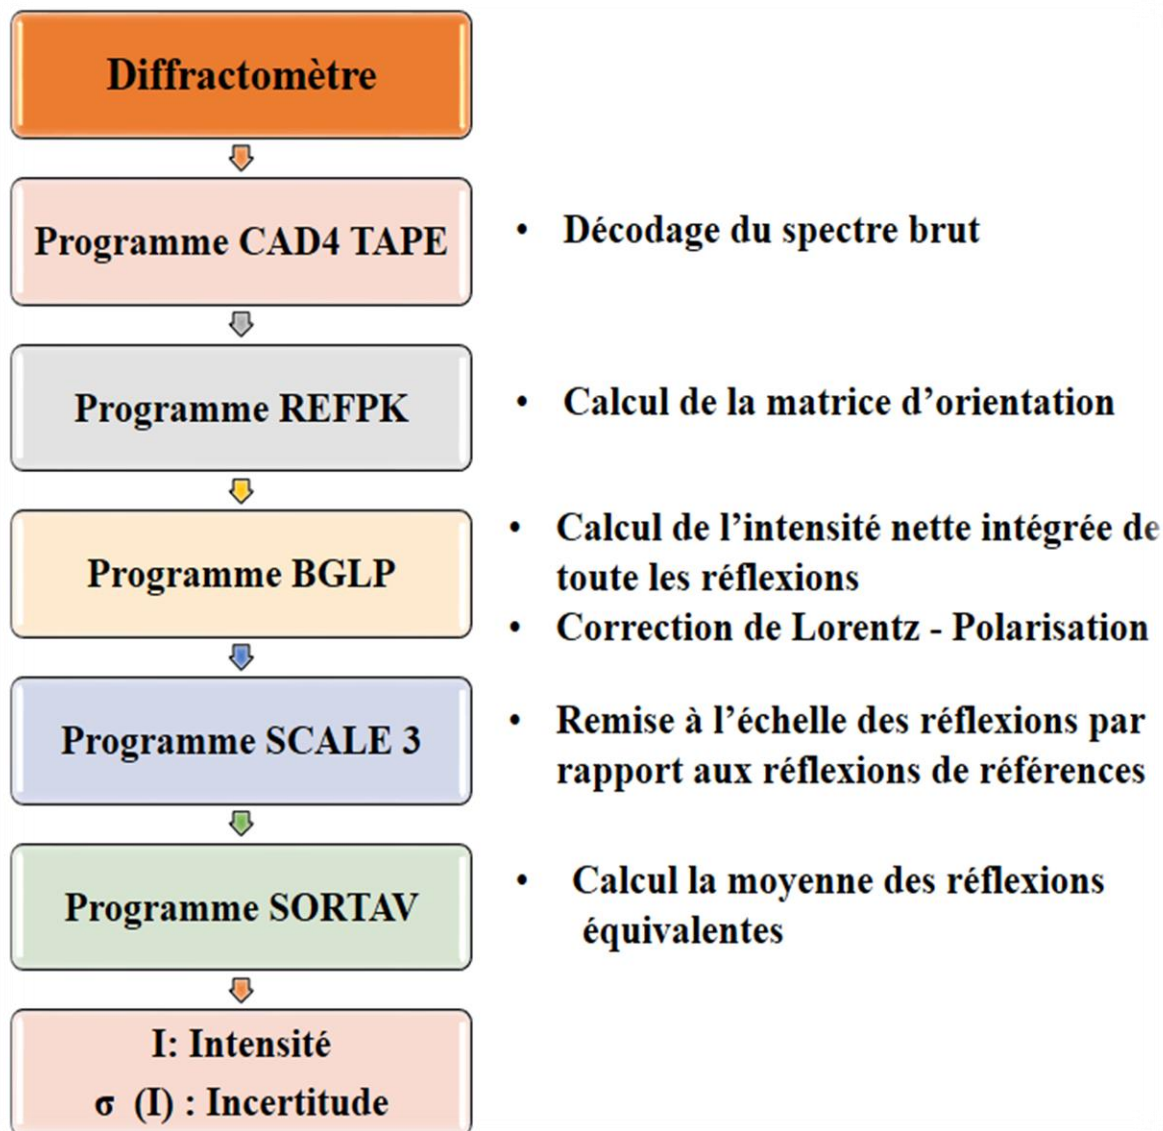 Diffractomètre
Programme CAD4 TAPE
• Décodage du spectre brut
Programme REFPK
• Calcul de la matrice d’orientation
Programme BGLP
• Calcul de l’intensité nette intégrée de
toute les réflexions
• Correction de Lorentz - Polarisation
Programme SCALE 3
• Remise à l’échelle des réflexions par
rapport aux réflexions de références
Programme SORTAV
• Calcul la moyenne des réflexions
équivalentes
I: Intensité
σ (I) : Incertitude